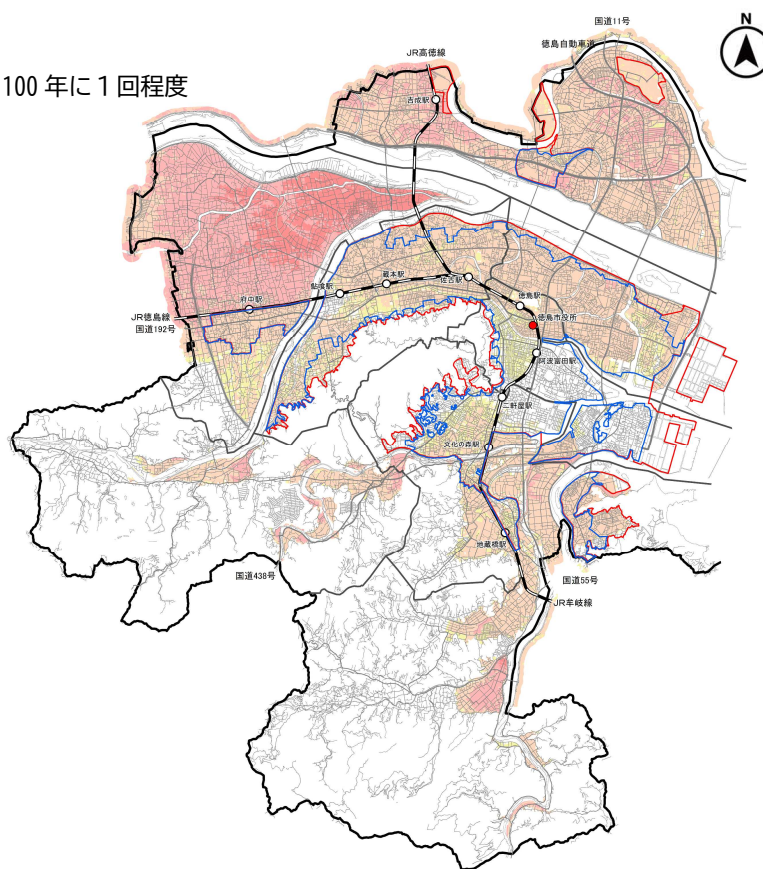 国道11号
N
徳島自動車道
JR高徳線
100年に1回程度
吉成駅
蔵本駅
佐古駅
鮎喰駅
徳島駅
府中駅
JR徳島線
国道192号
徳島市役所
阿波富田駅
二軒屋駅
文化の森駅
地蔵橋駅
国道438号
国道55号
JR牟岐線